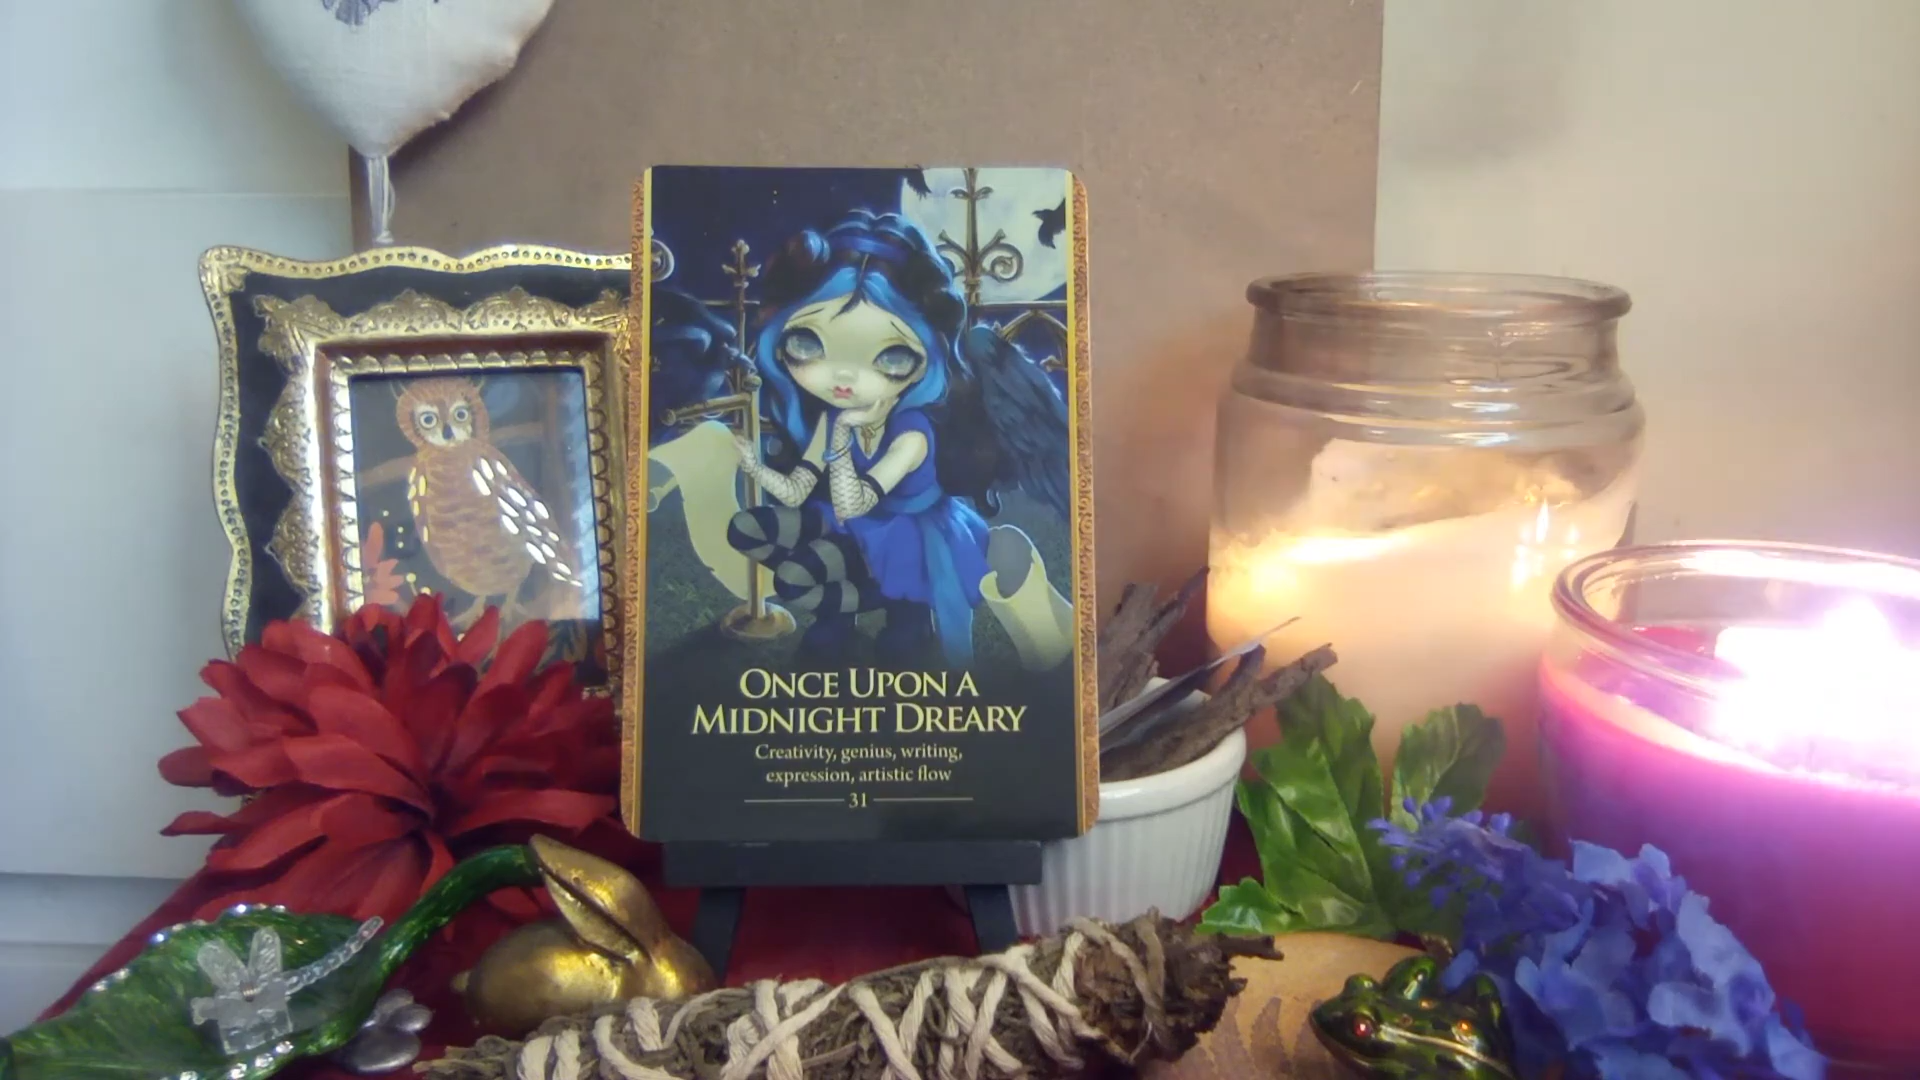 ONCE UPON A
MIDNIGHT DREARY
Creativity, genius, writing,
expression, artistic flow
31